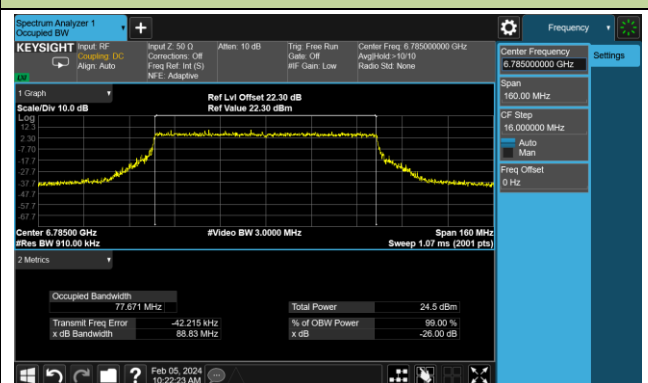 Spectrum Analyzer 1
Occupied BW
+
Frequency
KEYSIGHT
Input: RF
Coupling: DC
Align: Auto
Input Z: 50 Ω
Corrections: Off
Freq Ref: Int (S)
NFE: Adaptive
Atten: 10 dB
Trig: Free Run
Gate: Off
#IF Gain: Low
Center Freq: 6.785000000 GHz
Avg|Hold:>10/10
Radio Std: None
Center Frequency
6.785000000 GHz
Settings
Span
160.00 MHz
CF Step
16.000000 MHz
Auto
Man
Freq Offset
0 Hz
1 Graph
Scale/Div 10.0 dB
Ref Lvl Offset 22.30 dB
Ref Value 22.30 dBm
Log
12.3
2.30
-7.70
-17.7
-27.7
-37.7
-47.7
-57.7
-67.7
Center 6.78500 GHz
#Video BW 3.0000 MHz
Span 160 MHz
#Res BW 910.00 kHz
Sweep 1.07 ms (2001 pts)
2 Metrics
Occupied Bandwidth
77.671 MHz
Total Power
24.5 dBm
Transmit Freq Error
-42.215 kHz
% of OBW Power
99.00 %
x dB Bandwidth
88.83 MHz
x dB
-26.00 dB
?
Feb 05, 2024
10:22:23 AM